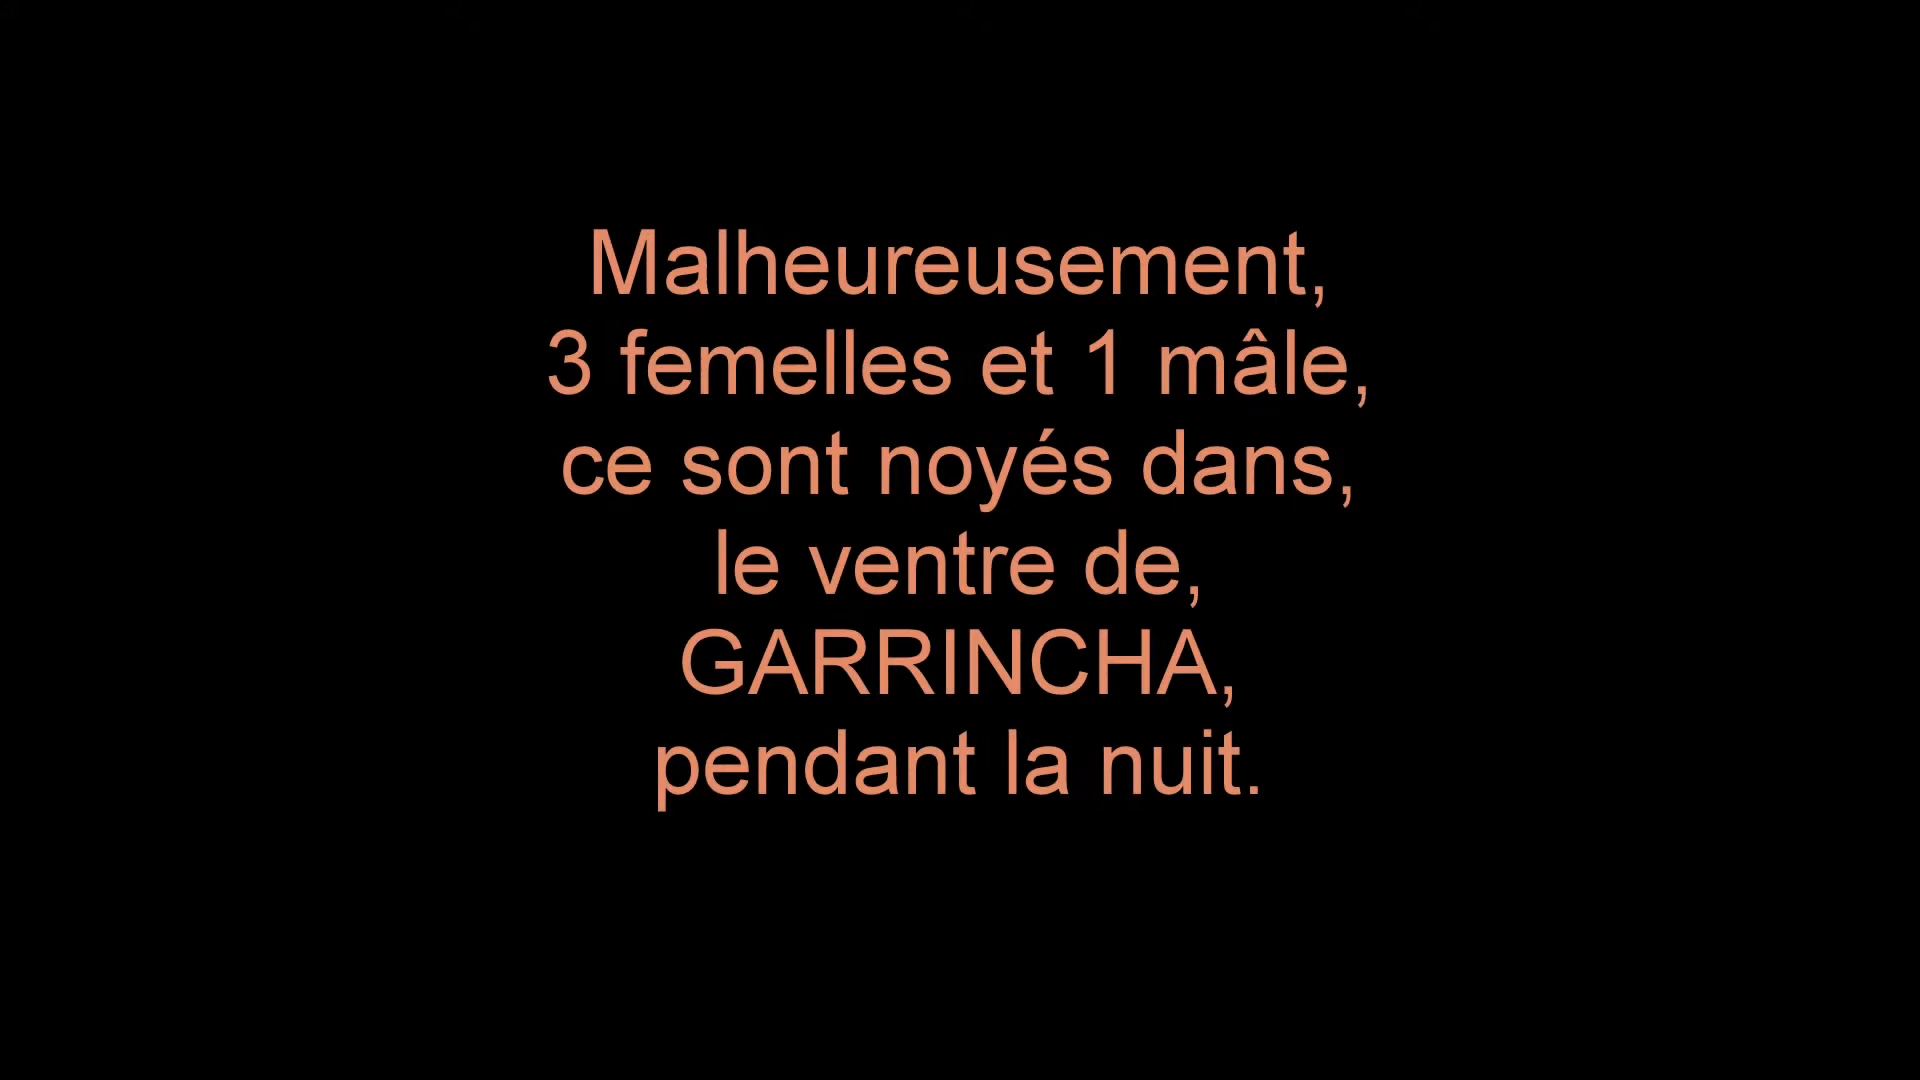 Malheureusement,
3 femelles et 1 mâle,
ce sont noyés dans,
le ventre de,
GARRINCHA,
pendant la nuit.